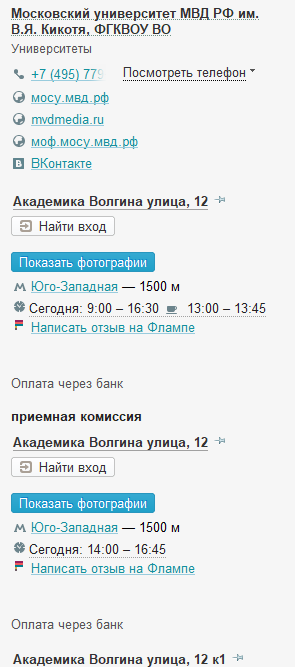 Московский университет МВД РФ им.
В.Я. Кикотя, ФГКВОУ ВО
Университеты
+7 (495) 779 Посмотреть телефон
мосу.мвд.рф
mvdmedia.ru
моф.мосу.мвд.рф
ВКонтакте
Академика Волгина улица, 12
Найти вход
Показать фотографии
Юго-Западная — 1500 м
Сегодня: 9:00 – 16:30 13:00 – 13:45
Написать отзыв на Флампе
Оплата через банк
приемная комиссия
Академика Волгина улица, 12
Найти вход
Показать фотографии
Юго-Западная — 1500 м
Сегодня: 14:00 – 16:45
Написать отзыв на Флампе
Оплата через банк
Академика Волгина улица, 12 к1